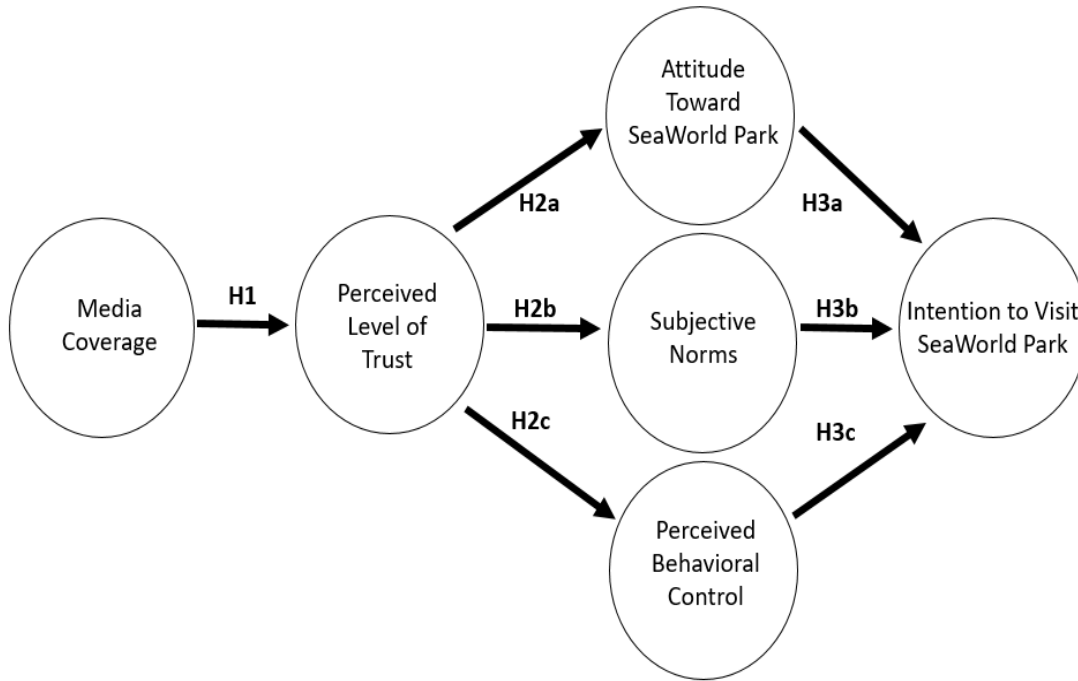 Attitude
Toward
SeaWorld Park
H2a
H3a
Media
Coverage
H1
Perceived
Level of
Trust
H2b
Subjective
Norms
H3b
Intention to Visit
SeaWorld Park
H2c
H3c
Perceived
Behavioral
Control